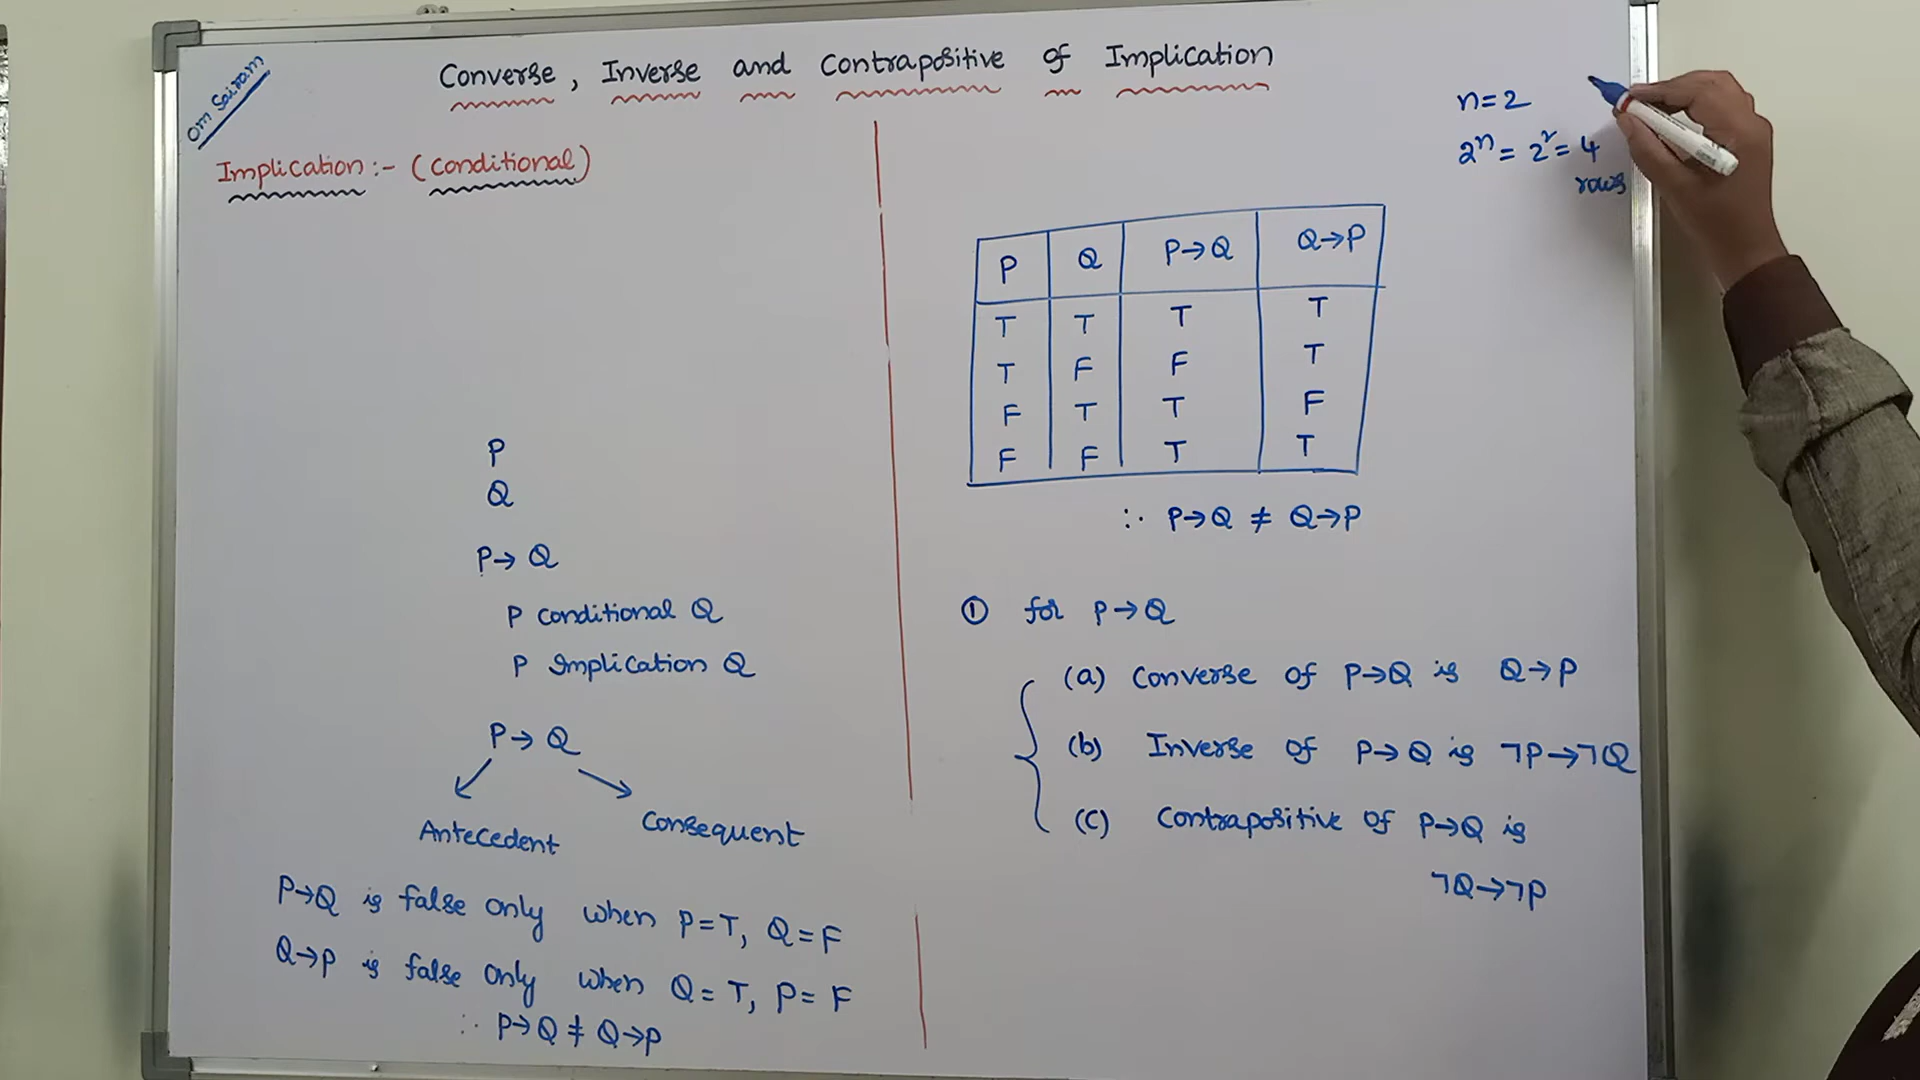 Om Sairam
Converse, Inverse and Contrapositive of Implication
Implication :- (Conditional)
P
Q
P→Q
P Conditional Q
P Implication Q
P→Q
Antecedent Consequent
P→Q is false only when P=T, Q=F
Q→P is false only when Q=T, P=F
∴ P→Q ≠ Q→P
n=2
2ⁿ = 2² = 4
rows
P Q P→Q Q→P
T T T T
T F F T
F T T F
F F T T
∴ P→Q ≠ Q→P
① for P→Q
(a) Converse of P→Q is Q→P
(b) Inverse of P→Q is ¬P→¬Q
(C) Contrapositive of P→Q is
¬Q→¬P